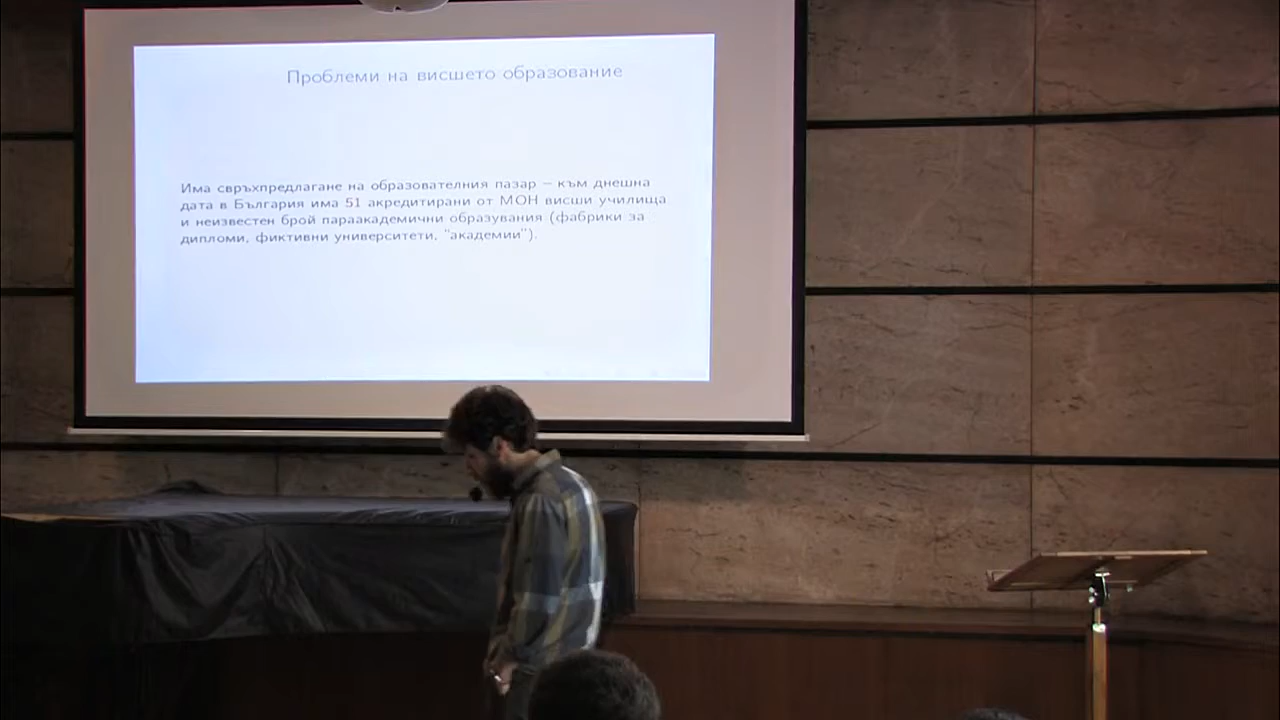 Проблеми на висшето образование
Има свръхпредлагане на образователния пазар – към днешна
дата в България има 51 акредитирани от МОН висши училища
и неизвестен брой параакадемични образувания (фабрики за
дипломи, фиктивни университети, "академии").